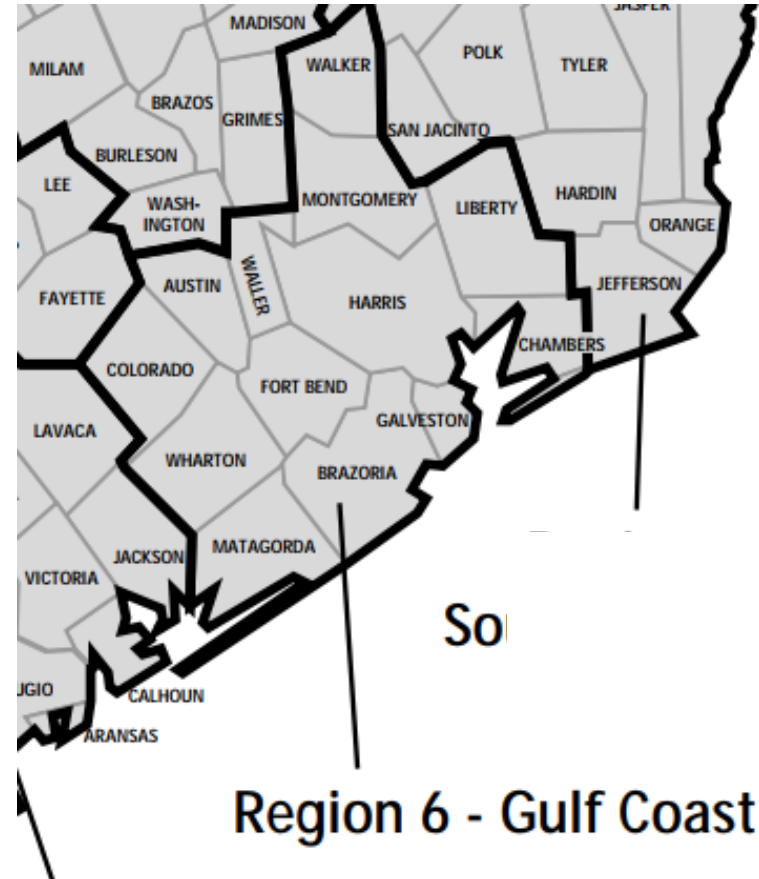 JASPER
MADISON
POLK
WALKER
TYLER
MILAM
BRAZOS
GRIMES
SAN JACINTO
BURLESON
LEE
HARDIN
MONTGOMERY
WASH-
INGTON
LIBERTY
ORANGE
WALLER
AUSTIN
JEFFERSON
FAYETTE
HARRIS
CHAMBERS
COLORADO
FORT BEND
GALVESTON
LAVACA
WHARTON
BRAZORIA
MATAGORDA
JACKSON
VICTORIA
So
UGIO
CALHOUN
ARANSAS
Region 6 - Gulf Coast